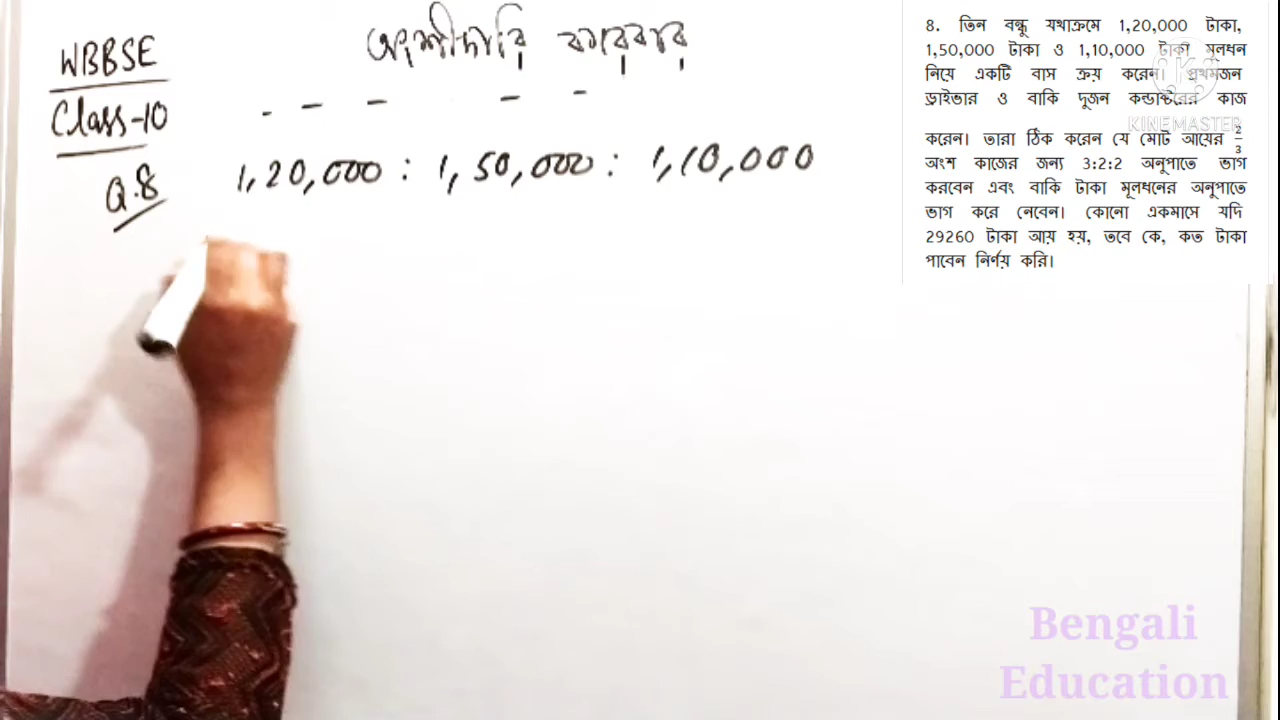 অংশীদারি কারবার
WBBSE
Class-10
Q.8
1,20,000 : 1,50,000 : 1,10,000
8. তিন বন্ধু যথাক্রমে 1,20,000 টাকা,
1,50,000 টাকা ও 1,10,000 টাকা মূলধন
নিয়ে একটি বাস ক্রয় করেন। প্রথমজন
ড্রাইভার ও বাকি দুজন কন্ডাক্টরের কাজ
করেন। তারা ঠিক করেন যে মোট আয়ের 2/3
অংশ কাজের জন্য 3:2:2 অনুপাতে ভাগ
করবেন এবং বাকি টাকা মূলধনের অনুপাতে
ভাগ করে নেবেন। কোনো একমাসে যদি
29260 টাকা আয় হয়, তবে কে, কত টাকা
পাবেন নির্ণয় করি।
KINEMASTER
Bengali
Education